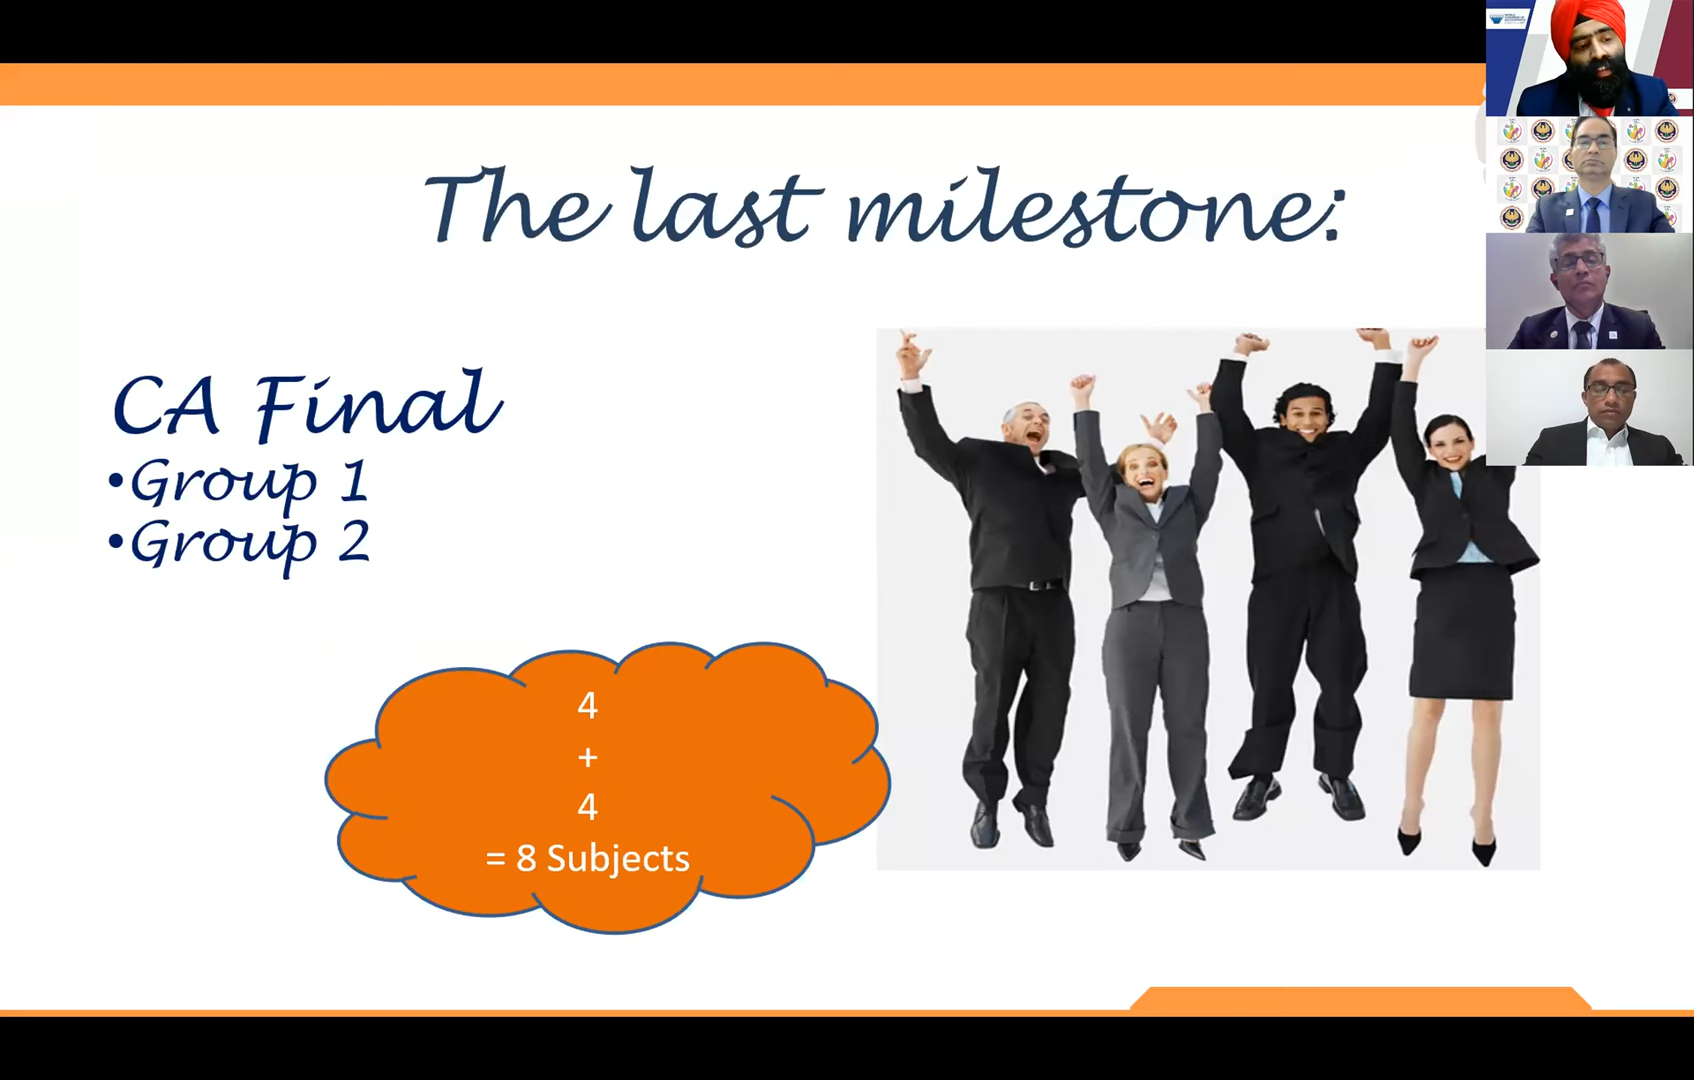 The last milestone:
CA Final
•Group 1
•Group 2
4
+
4
= 8 Subjects